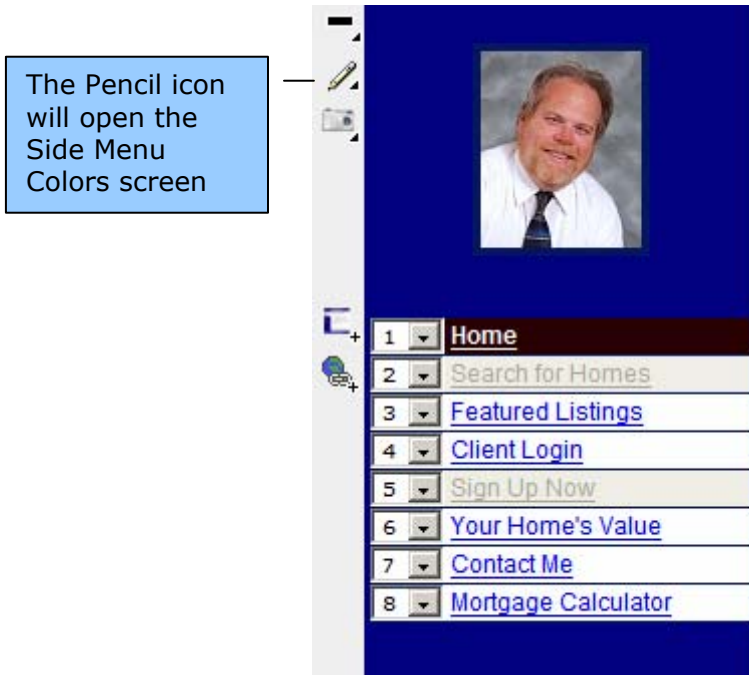 The Pencil icon
will open the
Side Menu
Colors screen
1 Home
2 Search for Homes
3 Featured Listings
4 Client Login
5 Sign Up Now
6 Your Home's Value
7 Contact Me
8 Mortgage Calculator